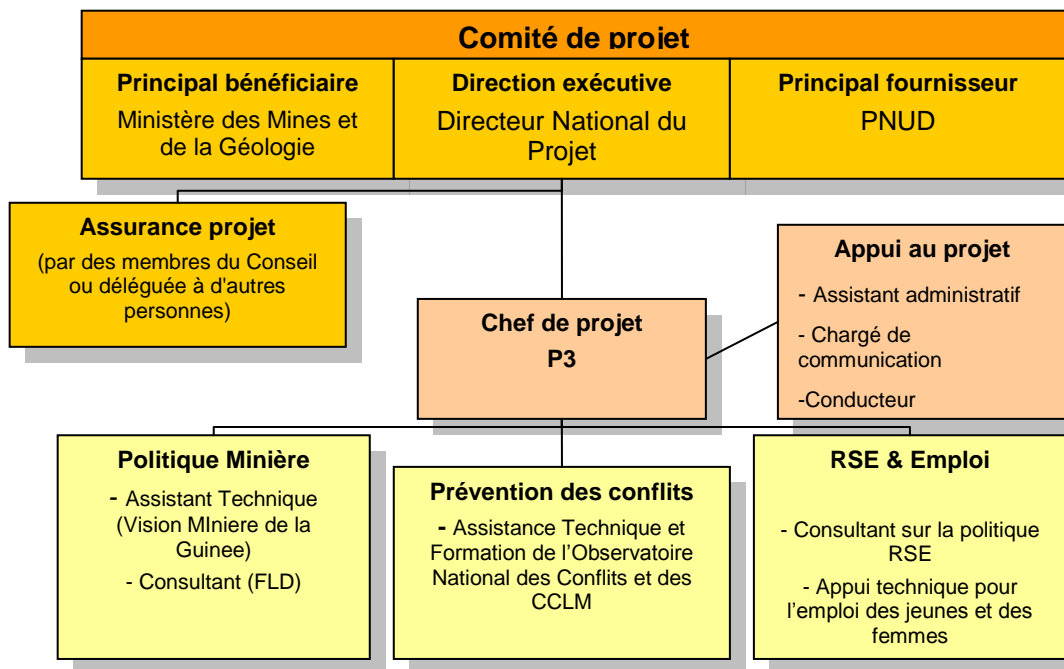 Comité de projet
Principal bénéficiaire
Ministère des Mines et
de la Géologie
Direction exécutive
Directeur National du
Projet
Principal fournisseur
PNUD
Assurance projet
(par des membres du Conseil
ou déléguée à d'autres
personnes)
Appui au projet
- Assistant administratif
- Chargé de
communication
-Conducteur
Chef de projet
P3
Politique Minière
- Assistant Technique
(Vision MIniere de la
Guinee)
- Consultant (FLD)
Prévention des conflits
- Assistance Technique et
Formation de l’Observatoire
National des Conflits et des
CCLM
RSE & Emploi
- Consultant sur la politique
RSE
- Appui technique pour
l’emploi des jeunes et des
femmes